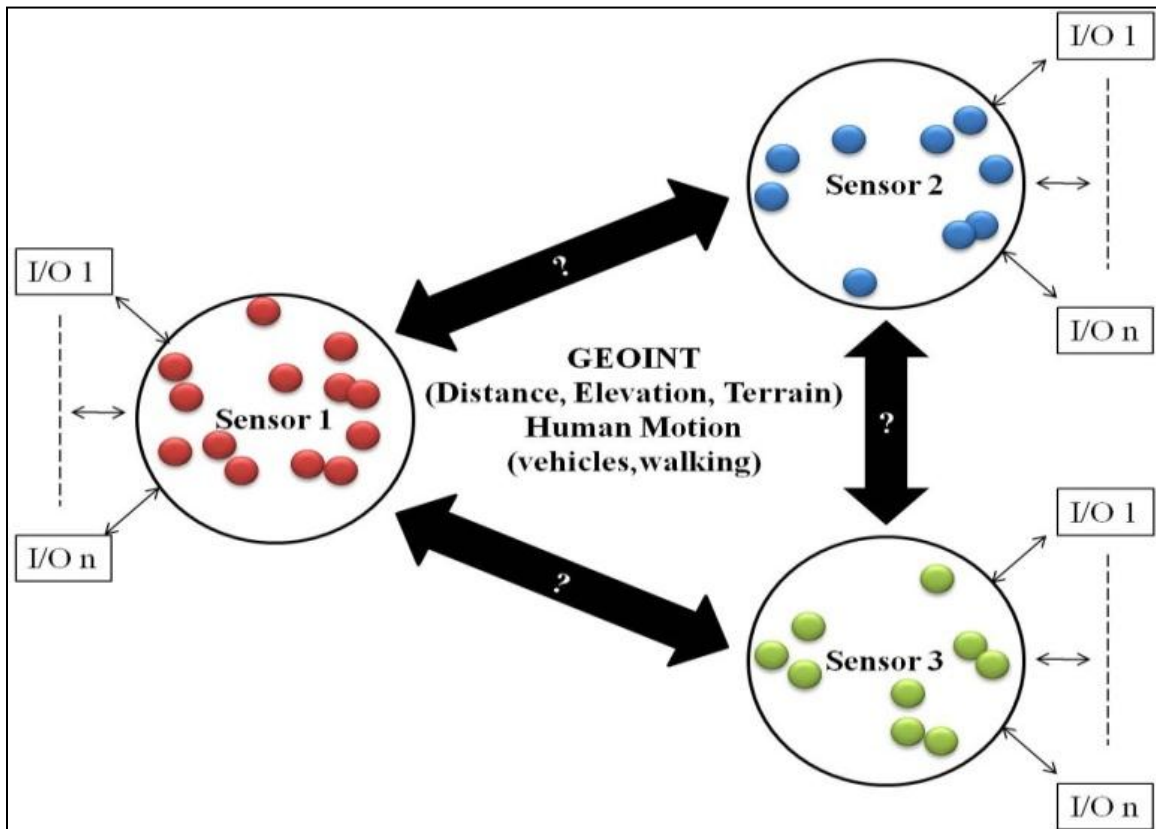 I/O 1
Sensor 2
I/O n
?
I/O 1
Sensor 1
I/O n
GEOINT
(Distance, Elevation, Terrain)
Human Motion
(vehicles,walking)
?
?
I/O 1
Sensor 3
I/O n